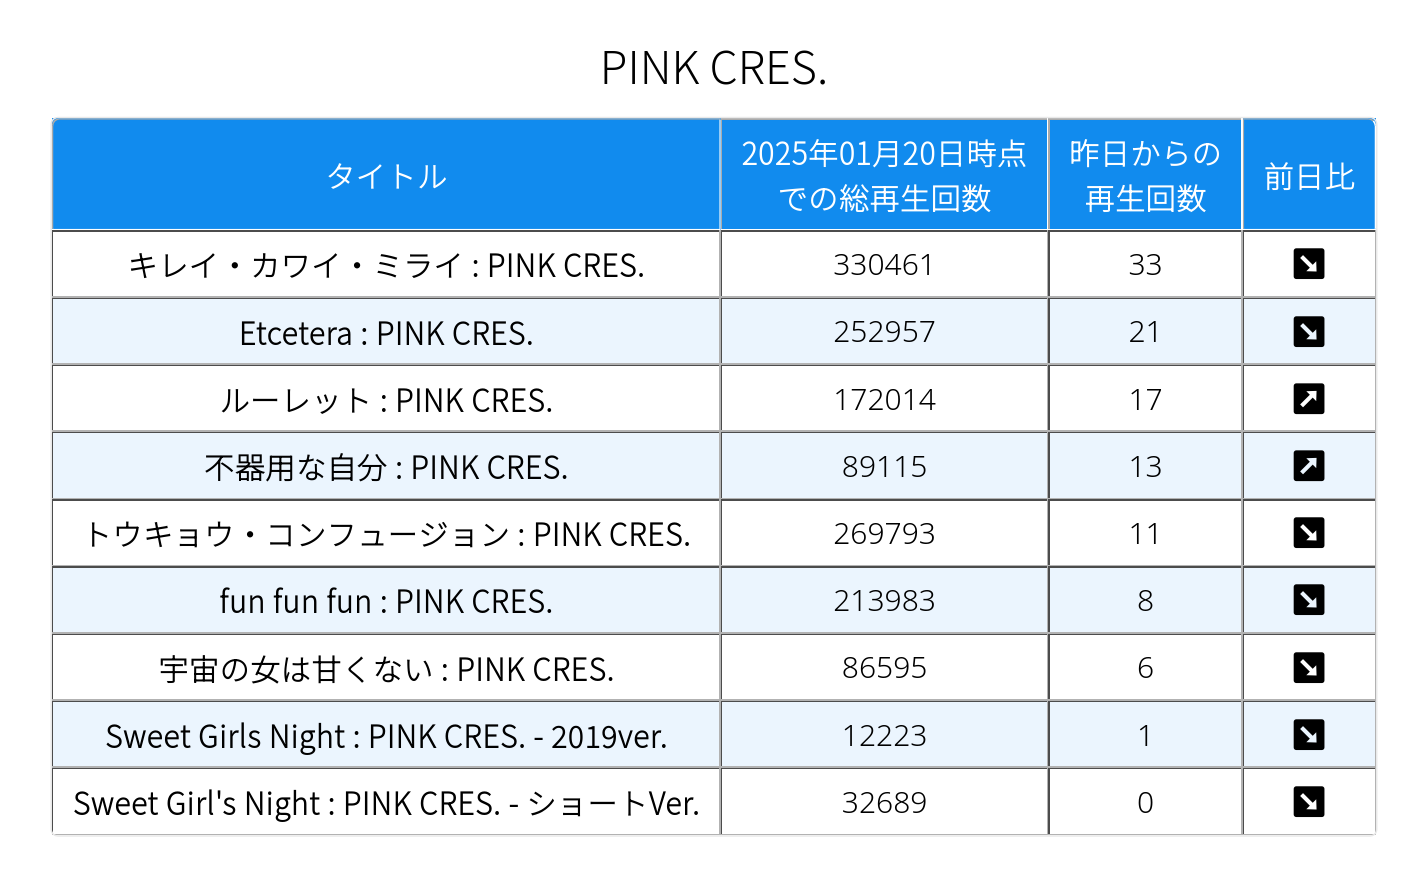 PINK CRES.
タイトル
2025年01月20日時点
での総再生回数
昨日からの
再生回数
前日比
キレイ・カワイ・ミライ : PINK CRES. 330461 33
Etcetera : PINK CRES. 252957 21
ルーレット : PINK CRES. 172014 17
不器用な自分 : PINK CRES. 89115 13
トウキョウ・コンフュージョン : PINK CRES. 269793 11
fun fun fun : PINK CRES. 213983 8
宇宙の女は甘くない : PINK CRES. 86595 6
Sweet Girls Night : PINK CRES. - 2019ver. 12223 1
Sweet Girl's Night : PINK CRES. - ショートVer. 32689 0